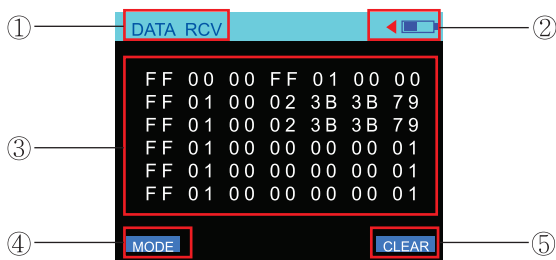 ① DATA RCV ②
FF 00 00 FF 01 00 00
FF 01 00 02 3B 3B 79
FF 01 00 02 3B 3B 79
③
FF 01 00 00 00 00 01
FF 01 00 00 00 00 01
FF 01 00 00 00 00 01
④ MODE CLEAR ⑤